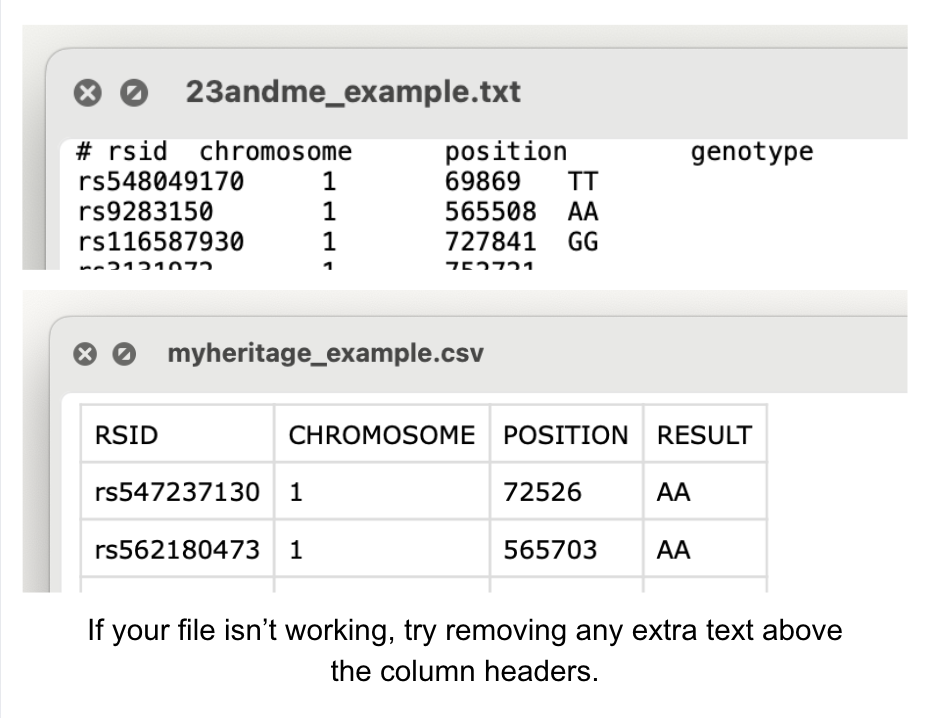 23andme_example.txt
# rsid chromosome position genotype
rs548049170 1 69869 TT
rs9283150 1 565508 AA
rs116587930 1 727841 GG
rs3131972 1 752721
myheritage_example.csv
RSID CHROMOSOME POSITION RESULT
rs547237130 1 72526 AA
rs562180473 1 565703 AA
If your file isn’t working, try removing any extra text above
the column headers.